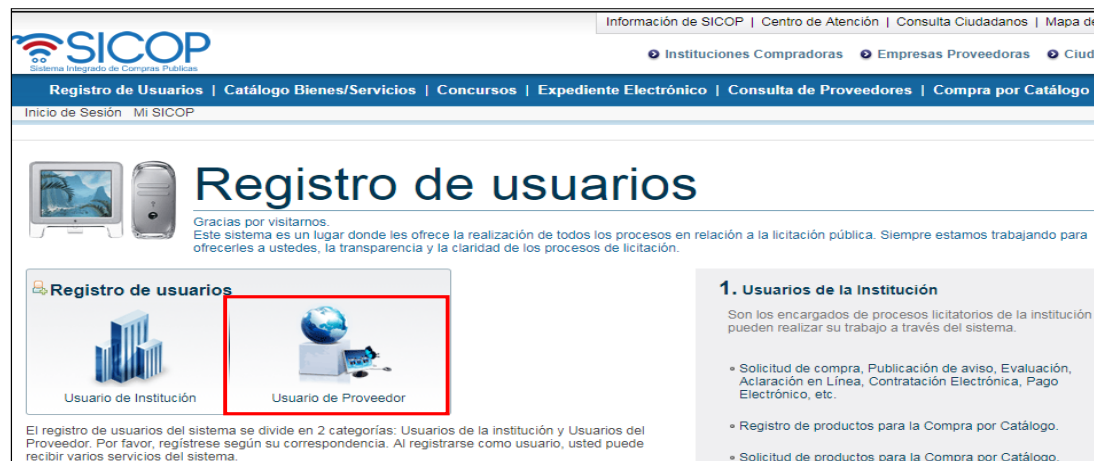 Información de SICOP | Centro de Atención | Consulta Ciudadanos | Mapa de
SICOP
Sistema Integrado de Compras Públicas
Instituciones Compradoras Empresas Proveedoras Ciud
Registro de Usuarios | Catálogo Bienes/Servicios | Concursos | Expediente Electrónico | Consulta de Proveedores | Compra por Catálogo
Inicio de Sesión Mi SICOP
Registro de usuarios
Gracias por visitarnos.
Este sistema es un lugar donde les ofrece la realización de todos los procesos en relación a la licitación pública. Siempre estamos trabajando para
ofrecerles a ustedes, la transparencia y la claridad de los procesos de licitación.
Registro de usuarios
Usuario de Institución Usuario de Proveedor
El registro de usuarios del sistema se divide en 2 categorías: Usuarios de la institución y Usuarios del
Proveedor. Por favor, regístrese según su correspondencia. Al registrarse como usuario, usted puede
recibir varios servicios del sistema.
1. Usuarios de la Institución
Son los encargados de procesos licitatorios de la institución
pueden realizar su trabajo a través del sistema.
Solicitud de compra, Publicación de aviso, Evaluación,
Aclaración en Línea, Contratación Electrónica, Pago
Electrónico, etc.
Registro de productos para la Compra por Catálogo.
Solicitud de productos para la Compra por Catálogo.